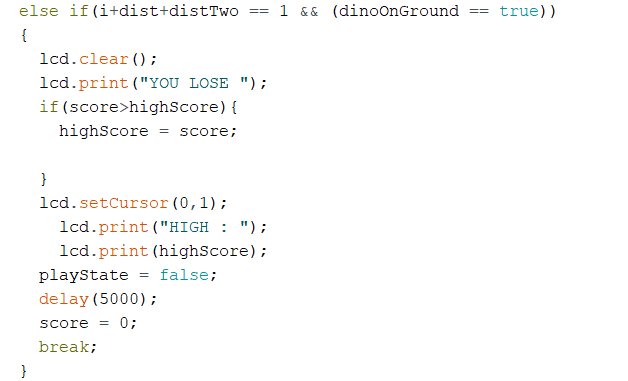 else if(i+dist+distTwo == 1 && (dinoOnGround == true))
{
lcd.clear();
lcd.print("YOU LOSE ");
if(score>highScore){
highScore = score;
}
lcd.setCursor(0,1);
lcd.print("HIGH : ");
lcd.print(highScore);
playState = false;
delay(5000);
score = 0;
break;
}